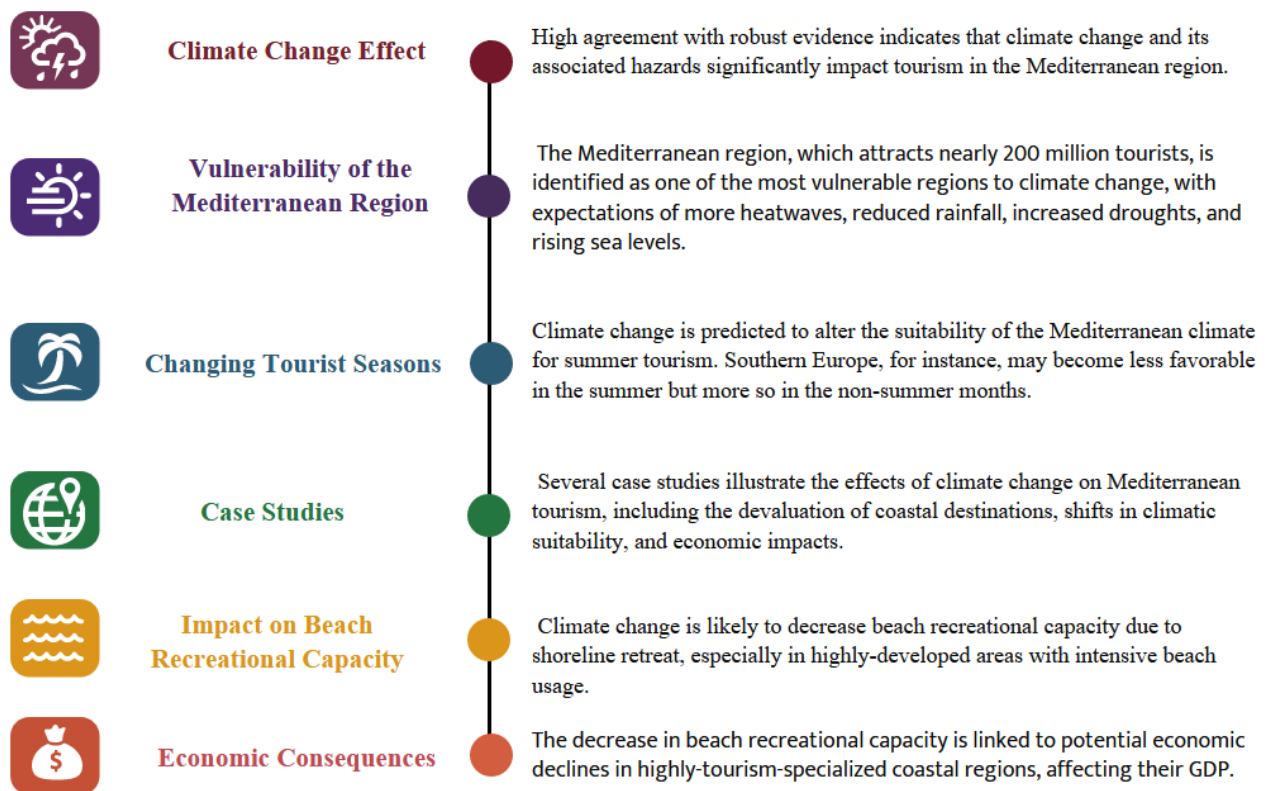 Climate Change Effect
High agreement with robust evidence indicates that climate change and its
associated hazards significantly impact tourism in the Mediterranean region.
Vulnerability of the
Mediterranean Region
The Mediterranean region, which attracts nearly 200 million tourists, is
identified as one of the most vulnerable regions to climate change, with
expectations of more heatwaves, reduced rainfall, increased droughts, and
rising sea levels.
Changing Tourist Seasons
Climate change is predicted to alter the suitability of the Mediterranean climate
for summer tourism. Southern Europe, for instance, may become less favorable
in the summer but more so in the non-summer months.
Case Studies
Several case studies illustrate the effects of climate change on Mediterranean
tourism, including the devaluation of coastal destinations, shifts in climatic
suitability, and economic impacts.
Impact on Beach
Recreational Capacity
Climate change is likely to decrease beach recreational capacity due to
shoreline retreat, especially in highly-developed areas with intensive beach
usage.
$
Economic Consequences
The decrease in beach recreational capacity is linked to potential economic
declines in highly-tourism-specialized coastal regions, affecting their GDP.